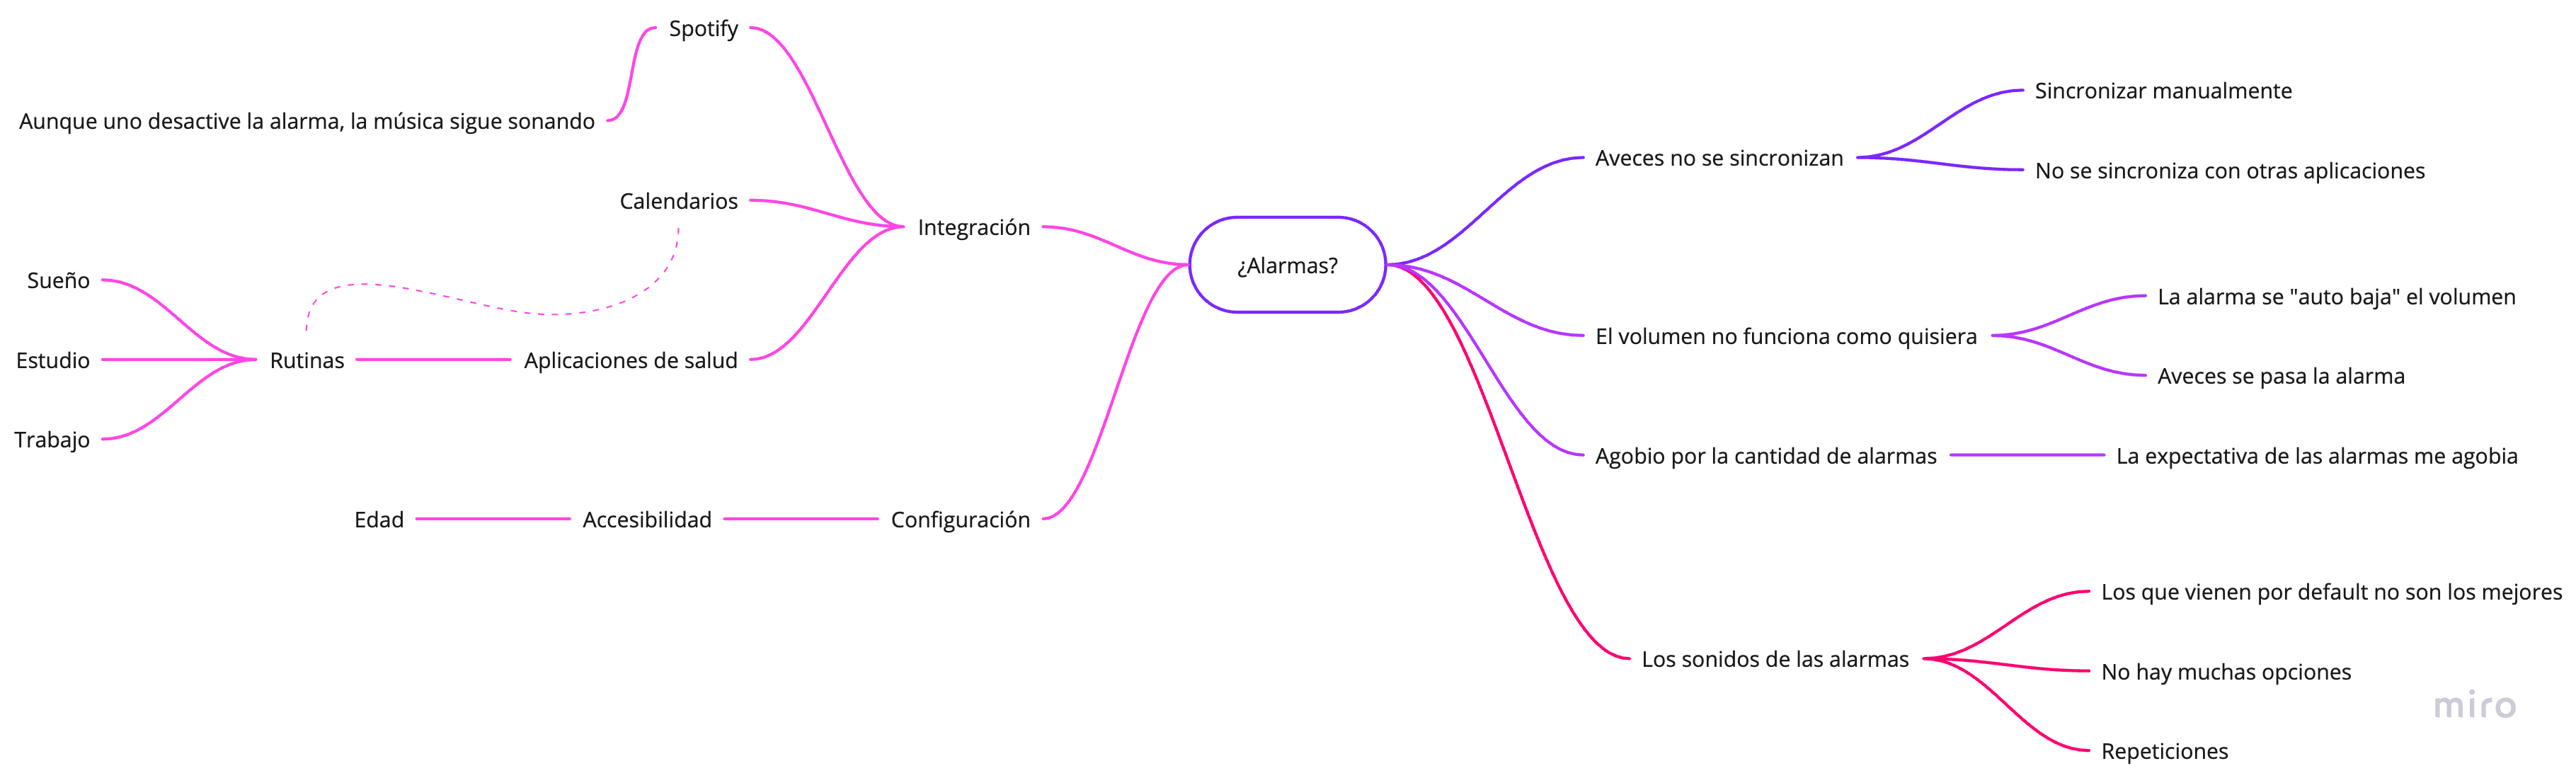 Spotify
Aunque uno desactive la alarma, la música sigue sonando
Calendarios
Integración
Sueño
Estudio
Trabajo
Rutinas
Aplicaciones de salud
Edad
Accesibilidad
Configuración
¿Alarmas?
Aveces no se sincronizan
Sincronizar manualmente
No se sincroniza con otras aplicaciones
El volumen no funciona como quisiera
La alarma se "auto baja" el volumen
Aveces se pasa la alarma
Agobio por la cantidad de alarmas
La expectativa de las alarmas me agobia
Los sonidos de las alarmas
Los que vienen por default no son los mejores
No hay muchas opciones
Repeticiones
miro